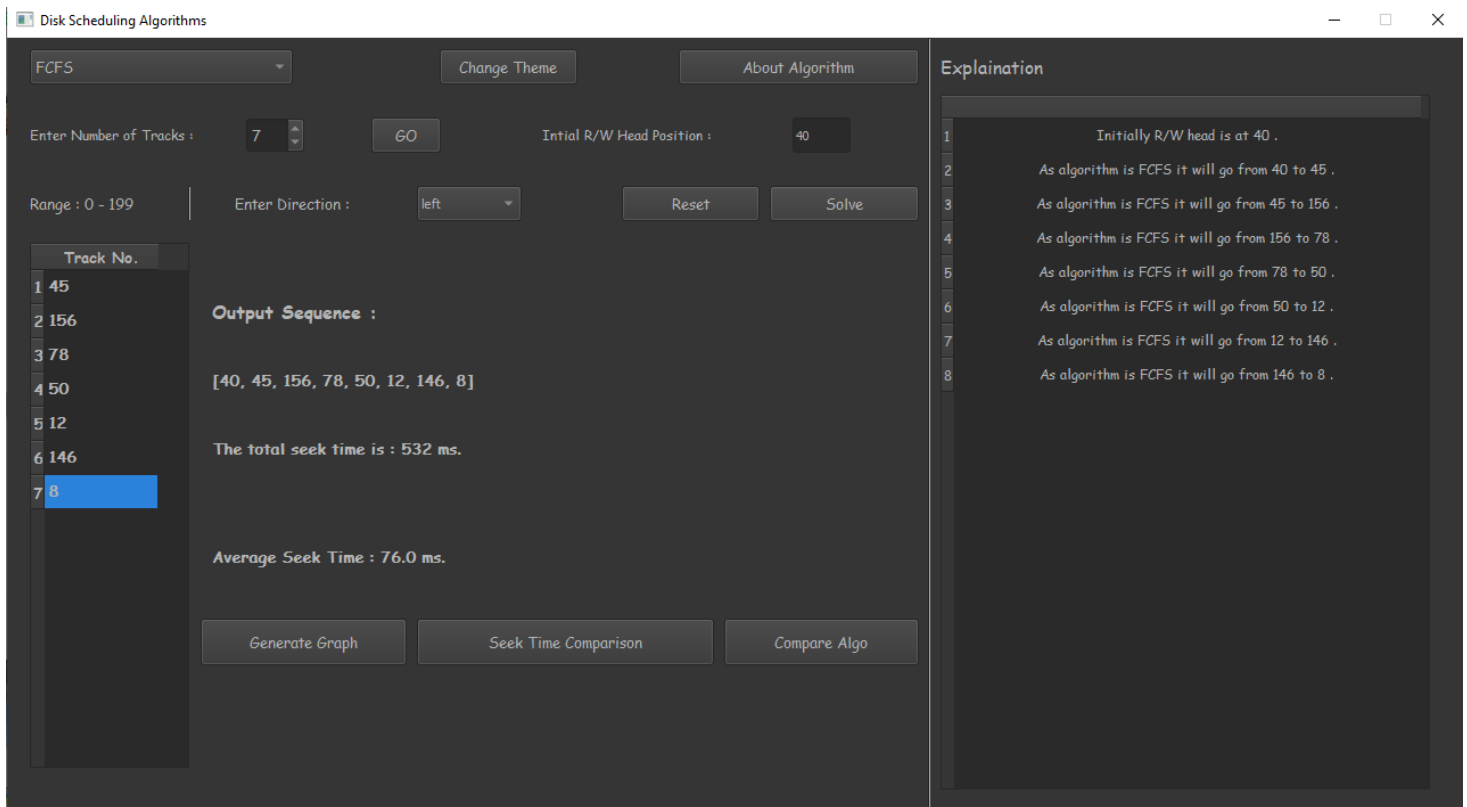 Disk Scheduling Algorithms
FCFS
Change Theme
About Algorithm
Enter Number of Tracks :
7
GO
Intial R/W Head Position :
40
Range : 0 - 199
Enter Direction :
left
Reset
Solve
Track No.
1 45
2 156
3 78
4 50
5 12
6 146
7 8
Output Sequence :
[40, 45, 156, 78, 50, 12, 146, 8]
The total seek time is : 532 ms.
Average Seek Time : 76.0 ms.
Generate Graph
Seek Time Comparison
Compare Algo
Explaination
1 Initially R/W head is at 40 .
2 As algorithm is FCFS it will go from 40 to 45 .
3 As algorithm is FCFS it will go from 45 to 156 .
4 As algorithm is FCFS it will go from 156 to 78 .
5 As algorithm is FCFS it will go from 78 to 50 .
6 As algorithm is FCFS it will go from 50 to 12 .
7 As algorithm is FCFS it will go from 12 to 146 .
8 As algorithm is FCFS it will go from 146 to 8 .